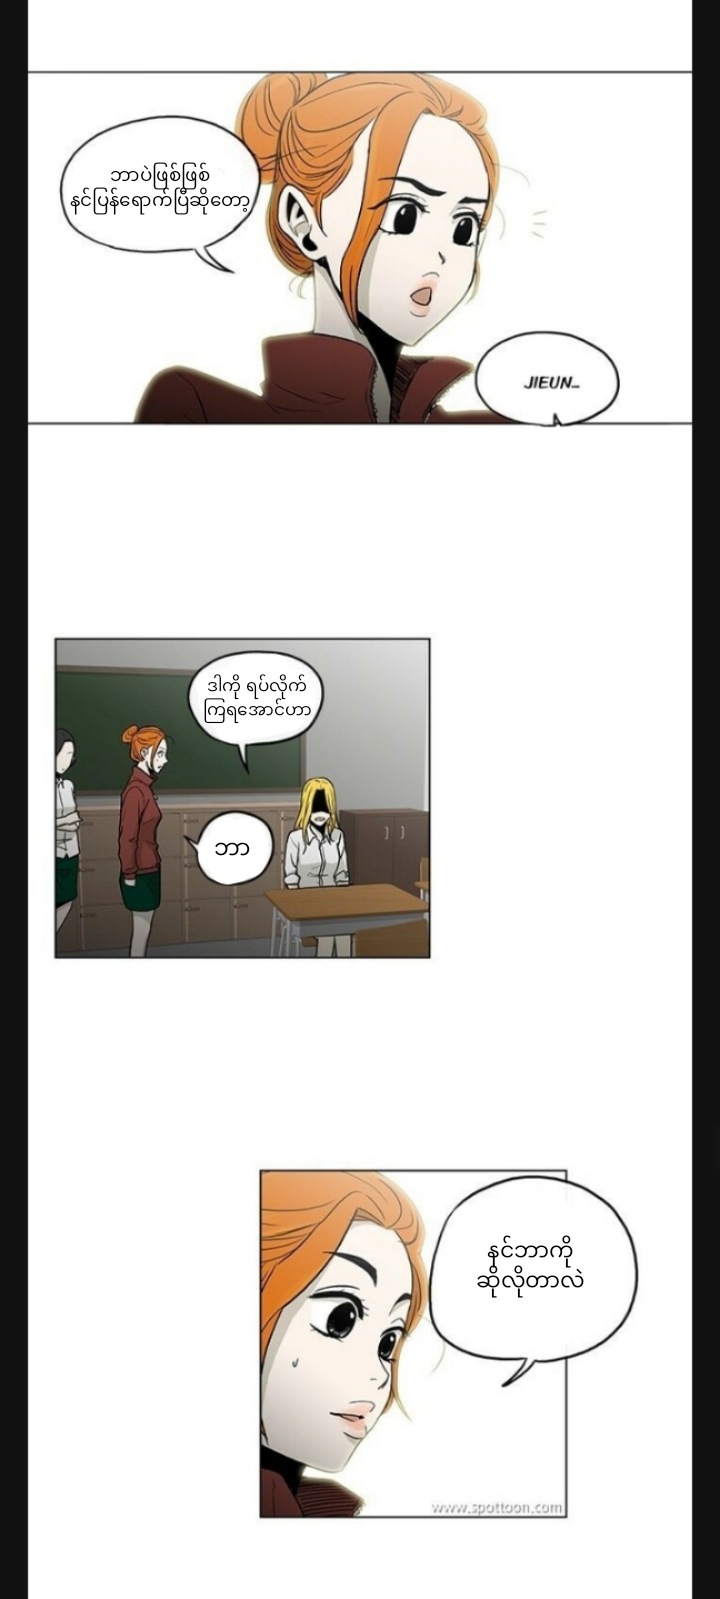 ဘာပဲဖြစ်ဖြစ်
နင်ပြန်ရောက်ပြီဆိုတော့
JIEUN...
ဒါကို ရပ်လိုက်
ကြရအောင်ဟာ
ဘာ
နင်ဘာကို
ဆိုလိုတာလဲ
www.spottoon.com